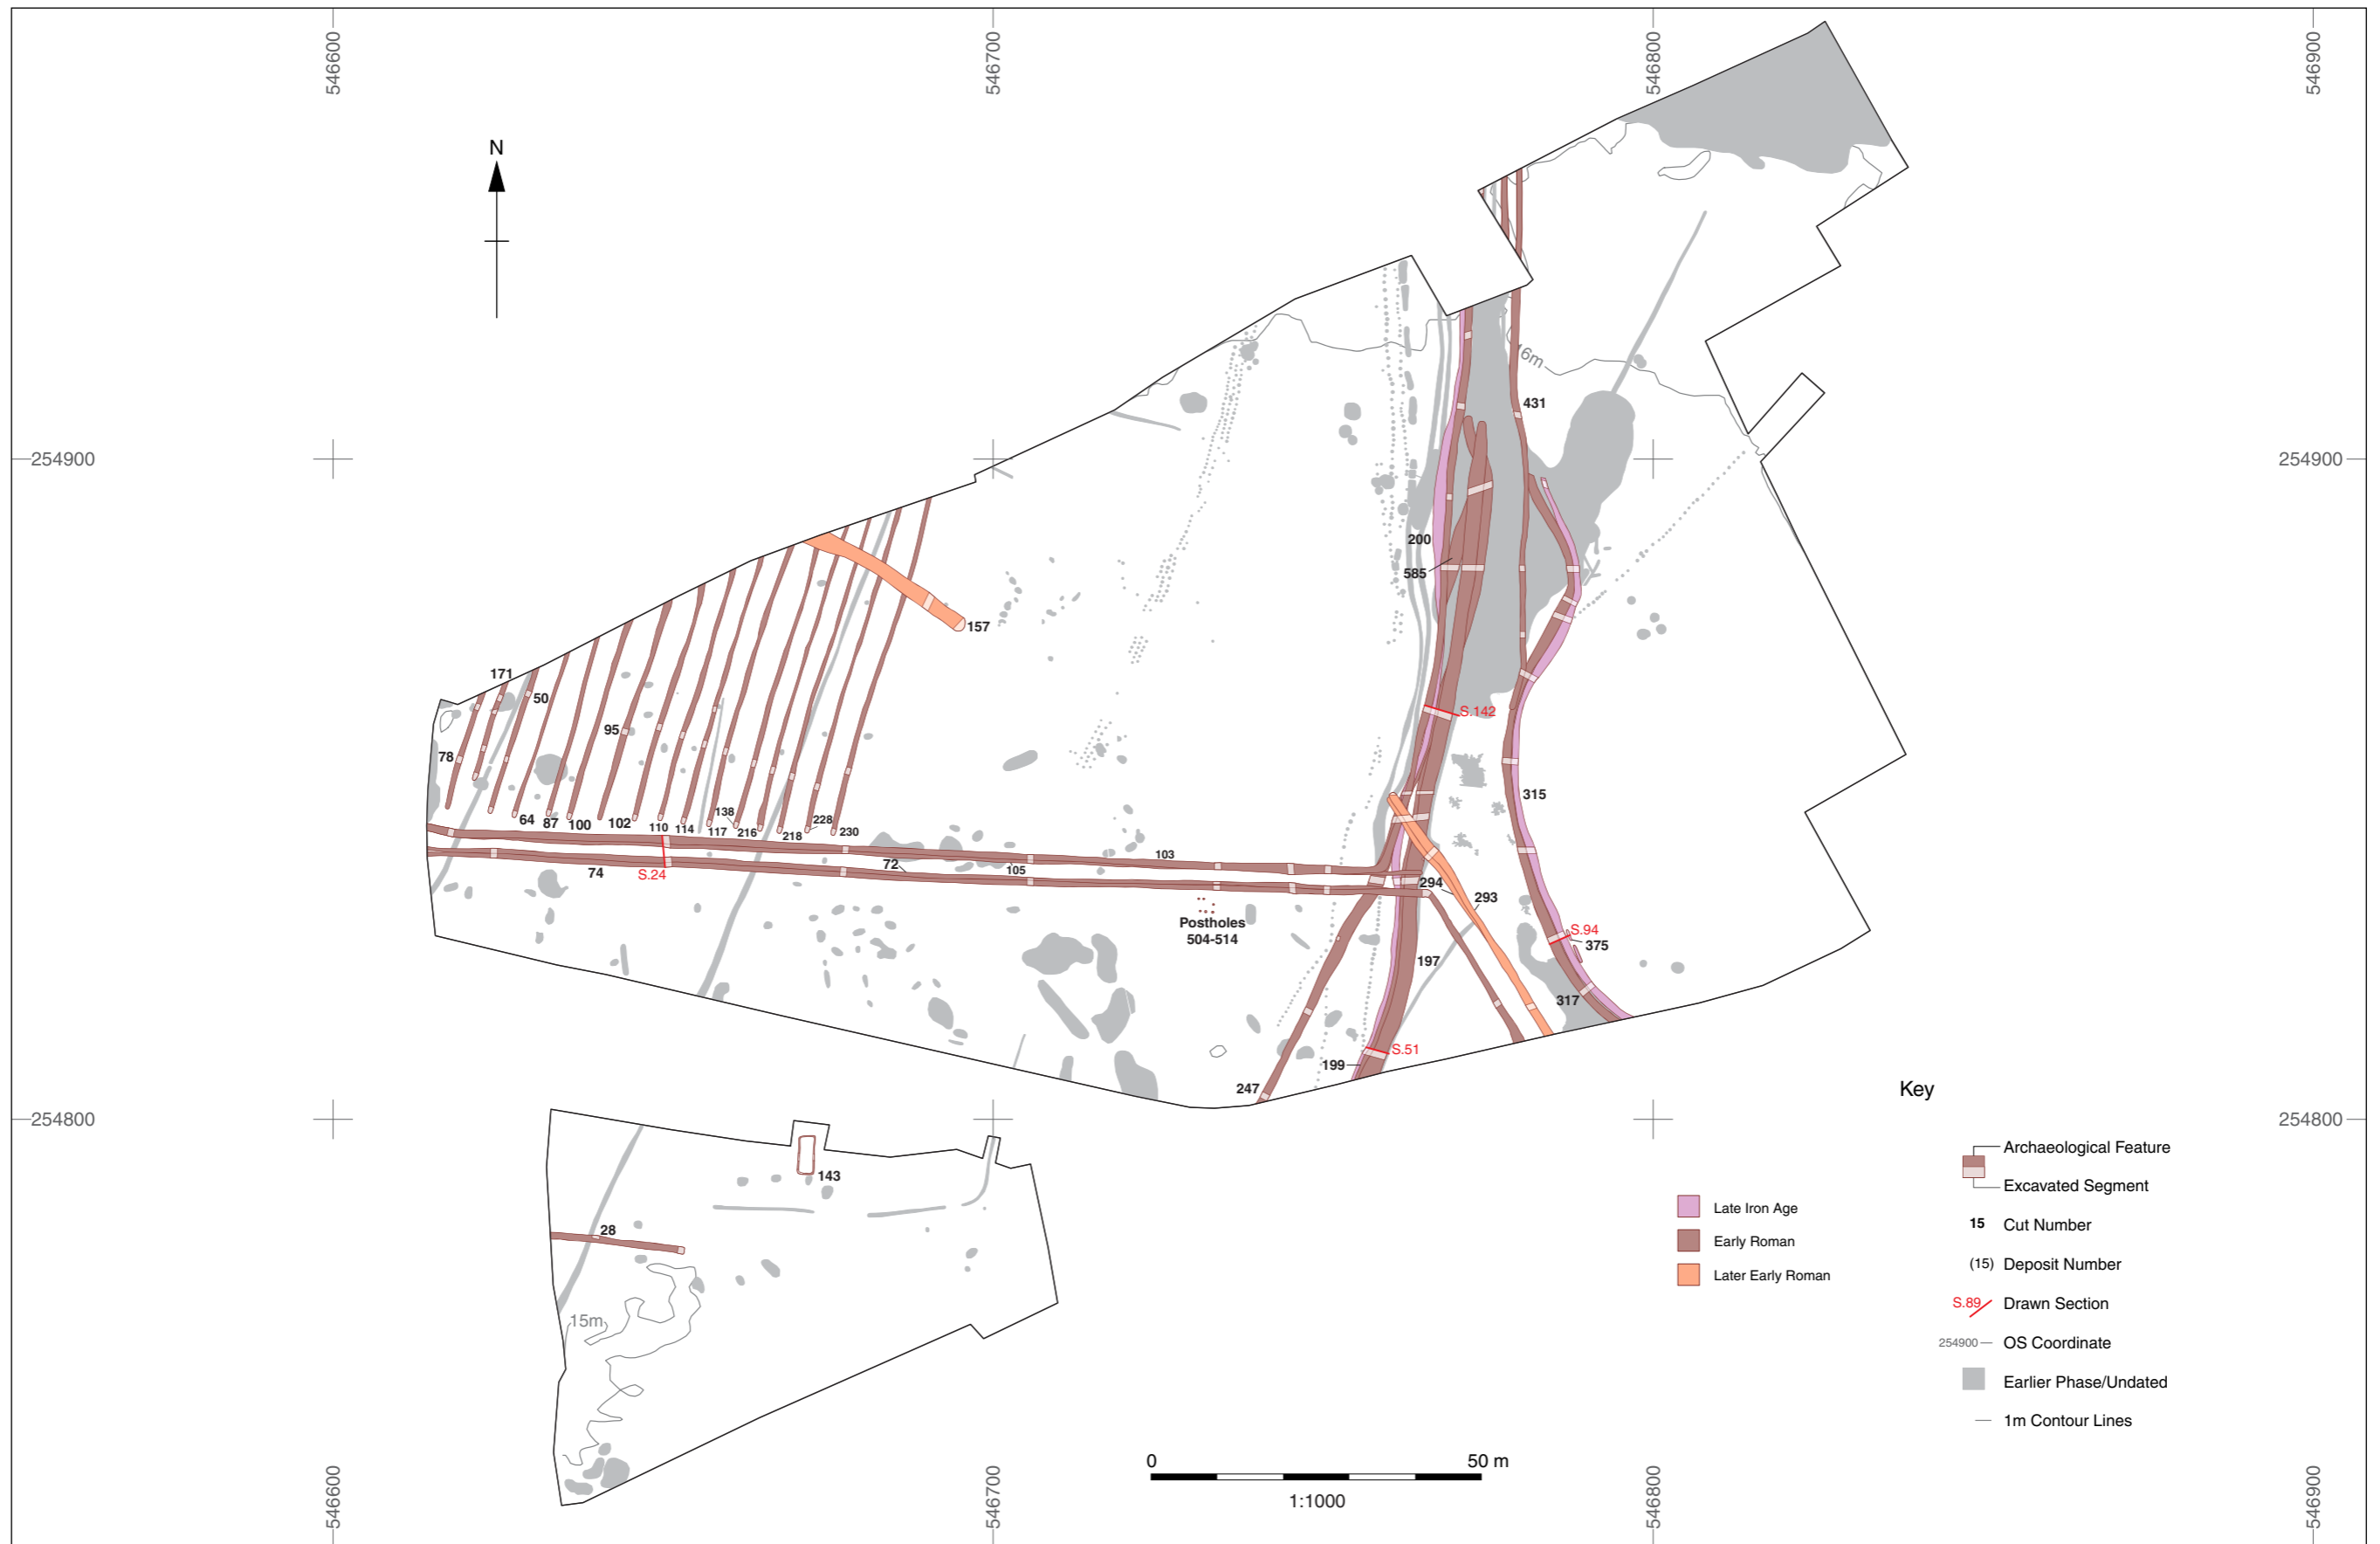 546600
546700
546800
546900
N
254900
254900
16m
431
200
585
157
171
50
95
78
S.142
315
64
87
100
102
110
114
117
138
216
218
228
230
103
72
105
74
S.24
294
293
Postholes
504-514
197
S.94
375
317
S.51
199
247
254800
254800
143
28
15m
Key
Archaeological Feature
Excavated Segment
15 Cut Number
(15) Deposit Number
S.89 Drawn Section
254900 OS Coordinate
Earlier Phase/Undated
1m Contour Lines
Late Iron Age
Early Roman
Later Early Roman
0 50 m
1:1000
546600
546700
546800
546900